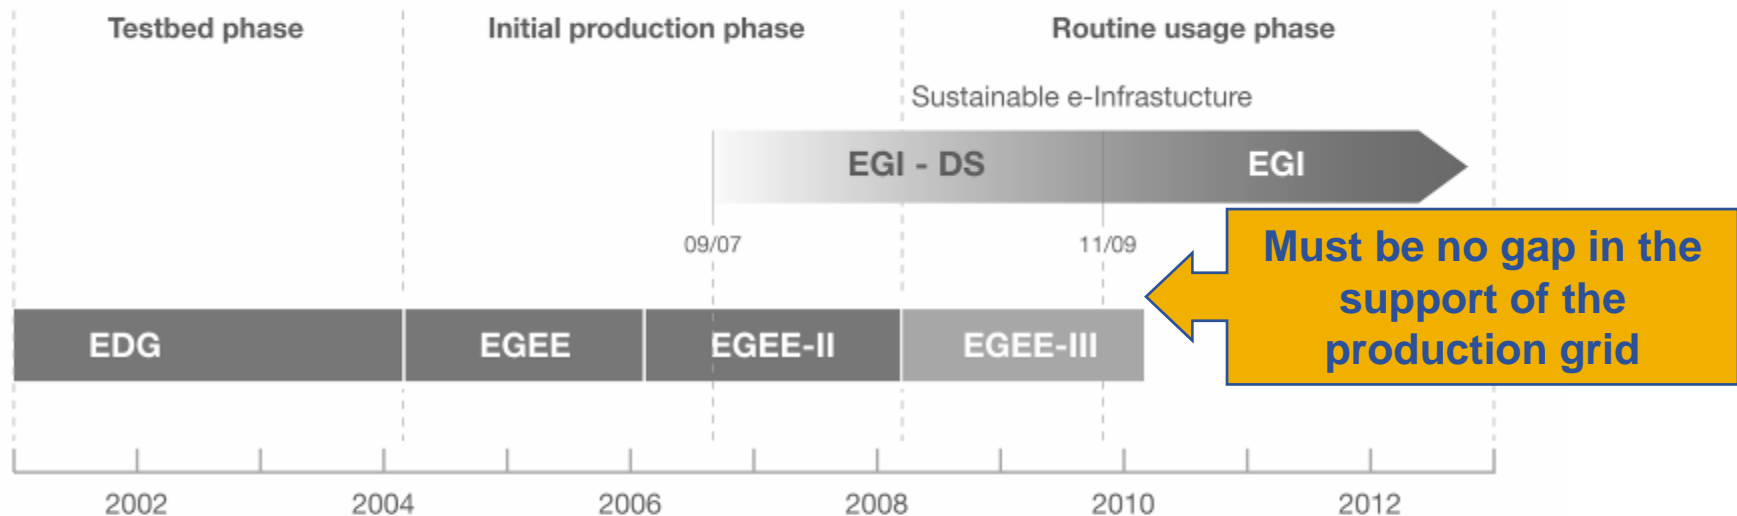 Testbed phase
Initial production phase
Routine usage phase
Sustainable e-Infrastucture
EGI - DS
EGI
09/07
11/09
Must be no gap in the
support of the
production grid
EDG
EGEE
EGEE-II
EGEE-III
2002
2004
2006
2008
2010
2012